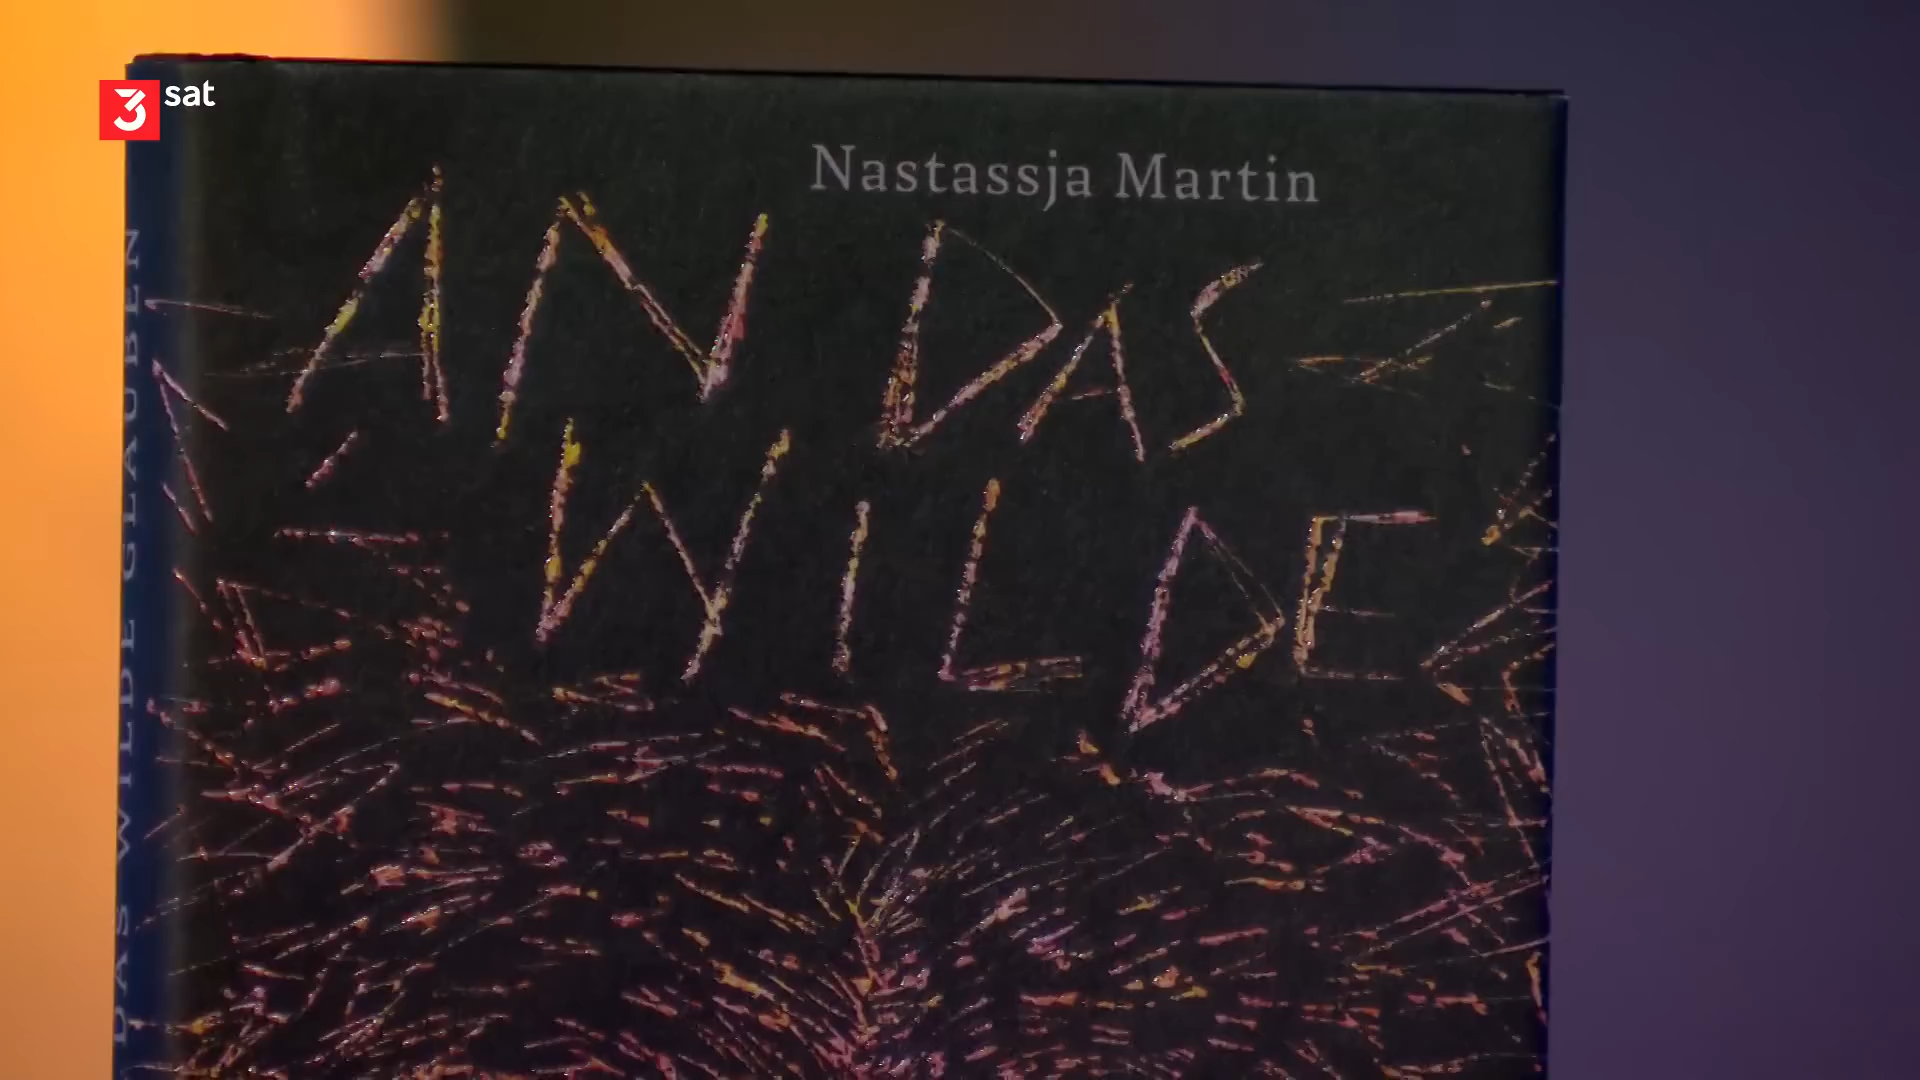 3sat
Nastassja Martin
AN DAS
WILDE
DAS WILDE GLAUBEN